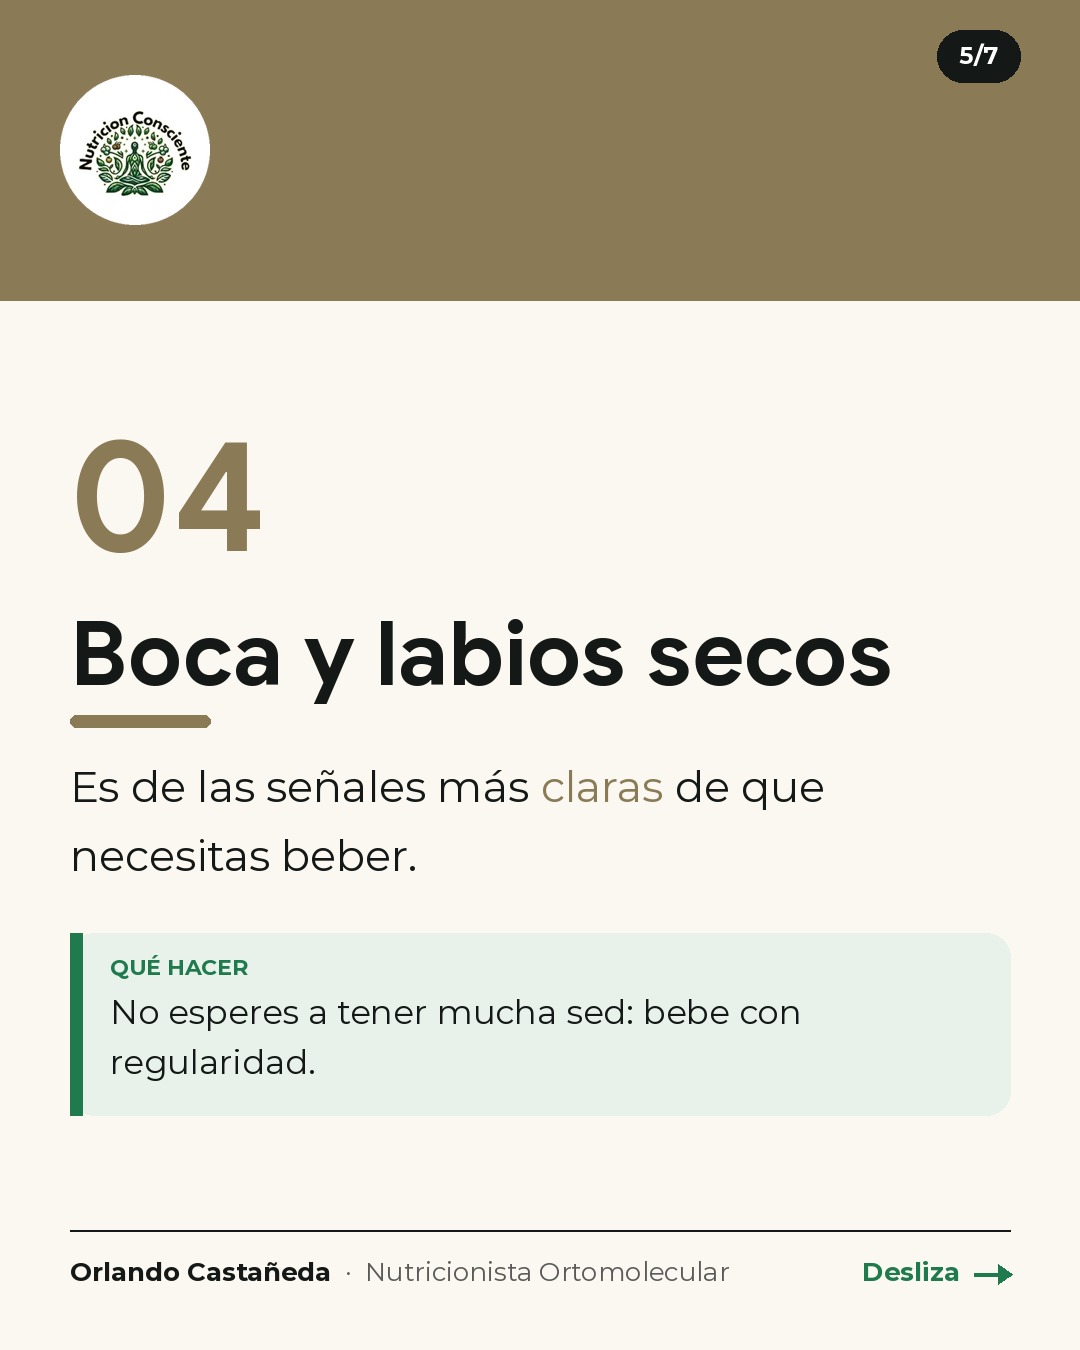 5/7
Nutricion Consciente
04
Boca y labios secos
Es de las señales más claras de que
necesitas beber.
QUÉ HACER
No esperes a tener mucha sed: bebe con
regularidad.
Orlando Castañeda · Nutricionista Ortomolecular
Desliza →